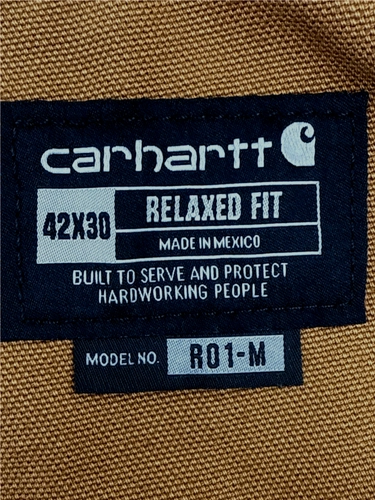 carhartt
42X30
RELAXED FIT
MADE IN MEXICO
BUILT TO SERVE AND PROTECT
HARDWORKING PEOPLE
MODEL NO. R01-M